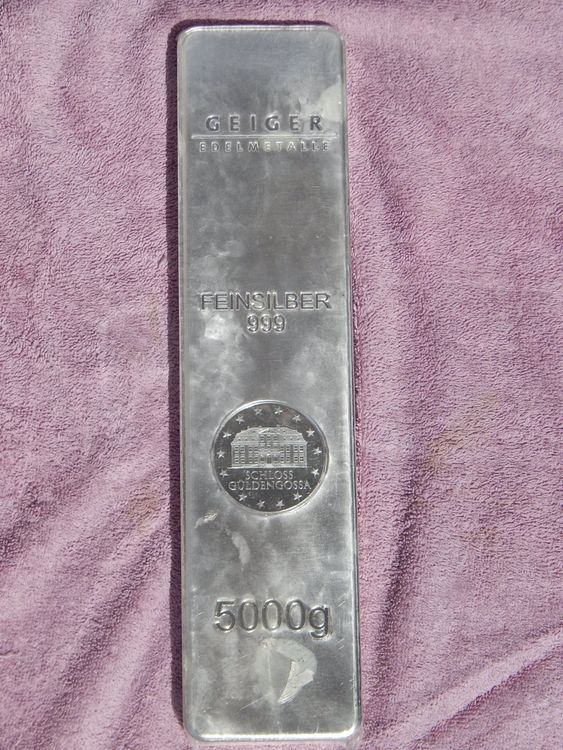 GEIGER
EDELMETALLE
FEINSILBER
999
SCHLOSS
GÜLDENGOSSA
5000g